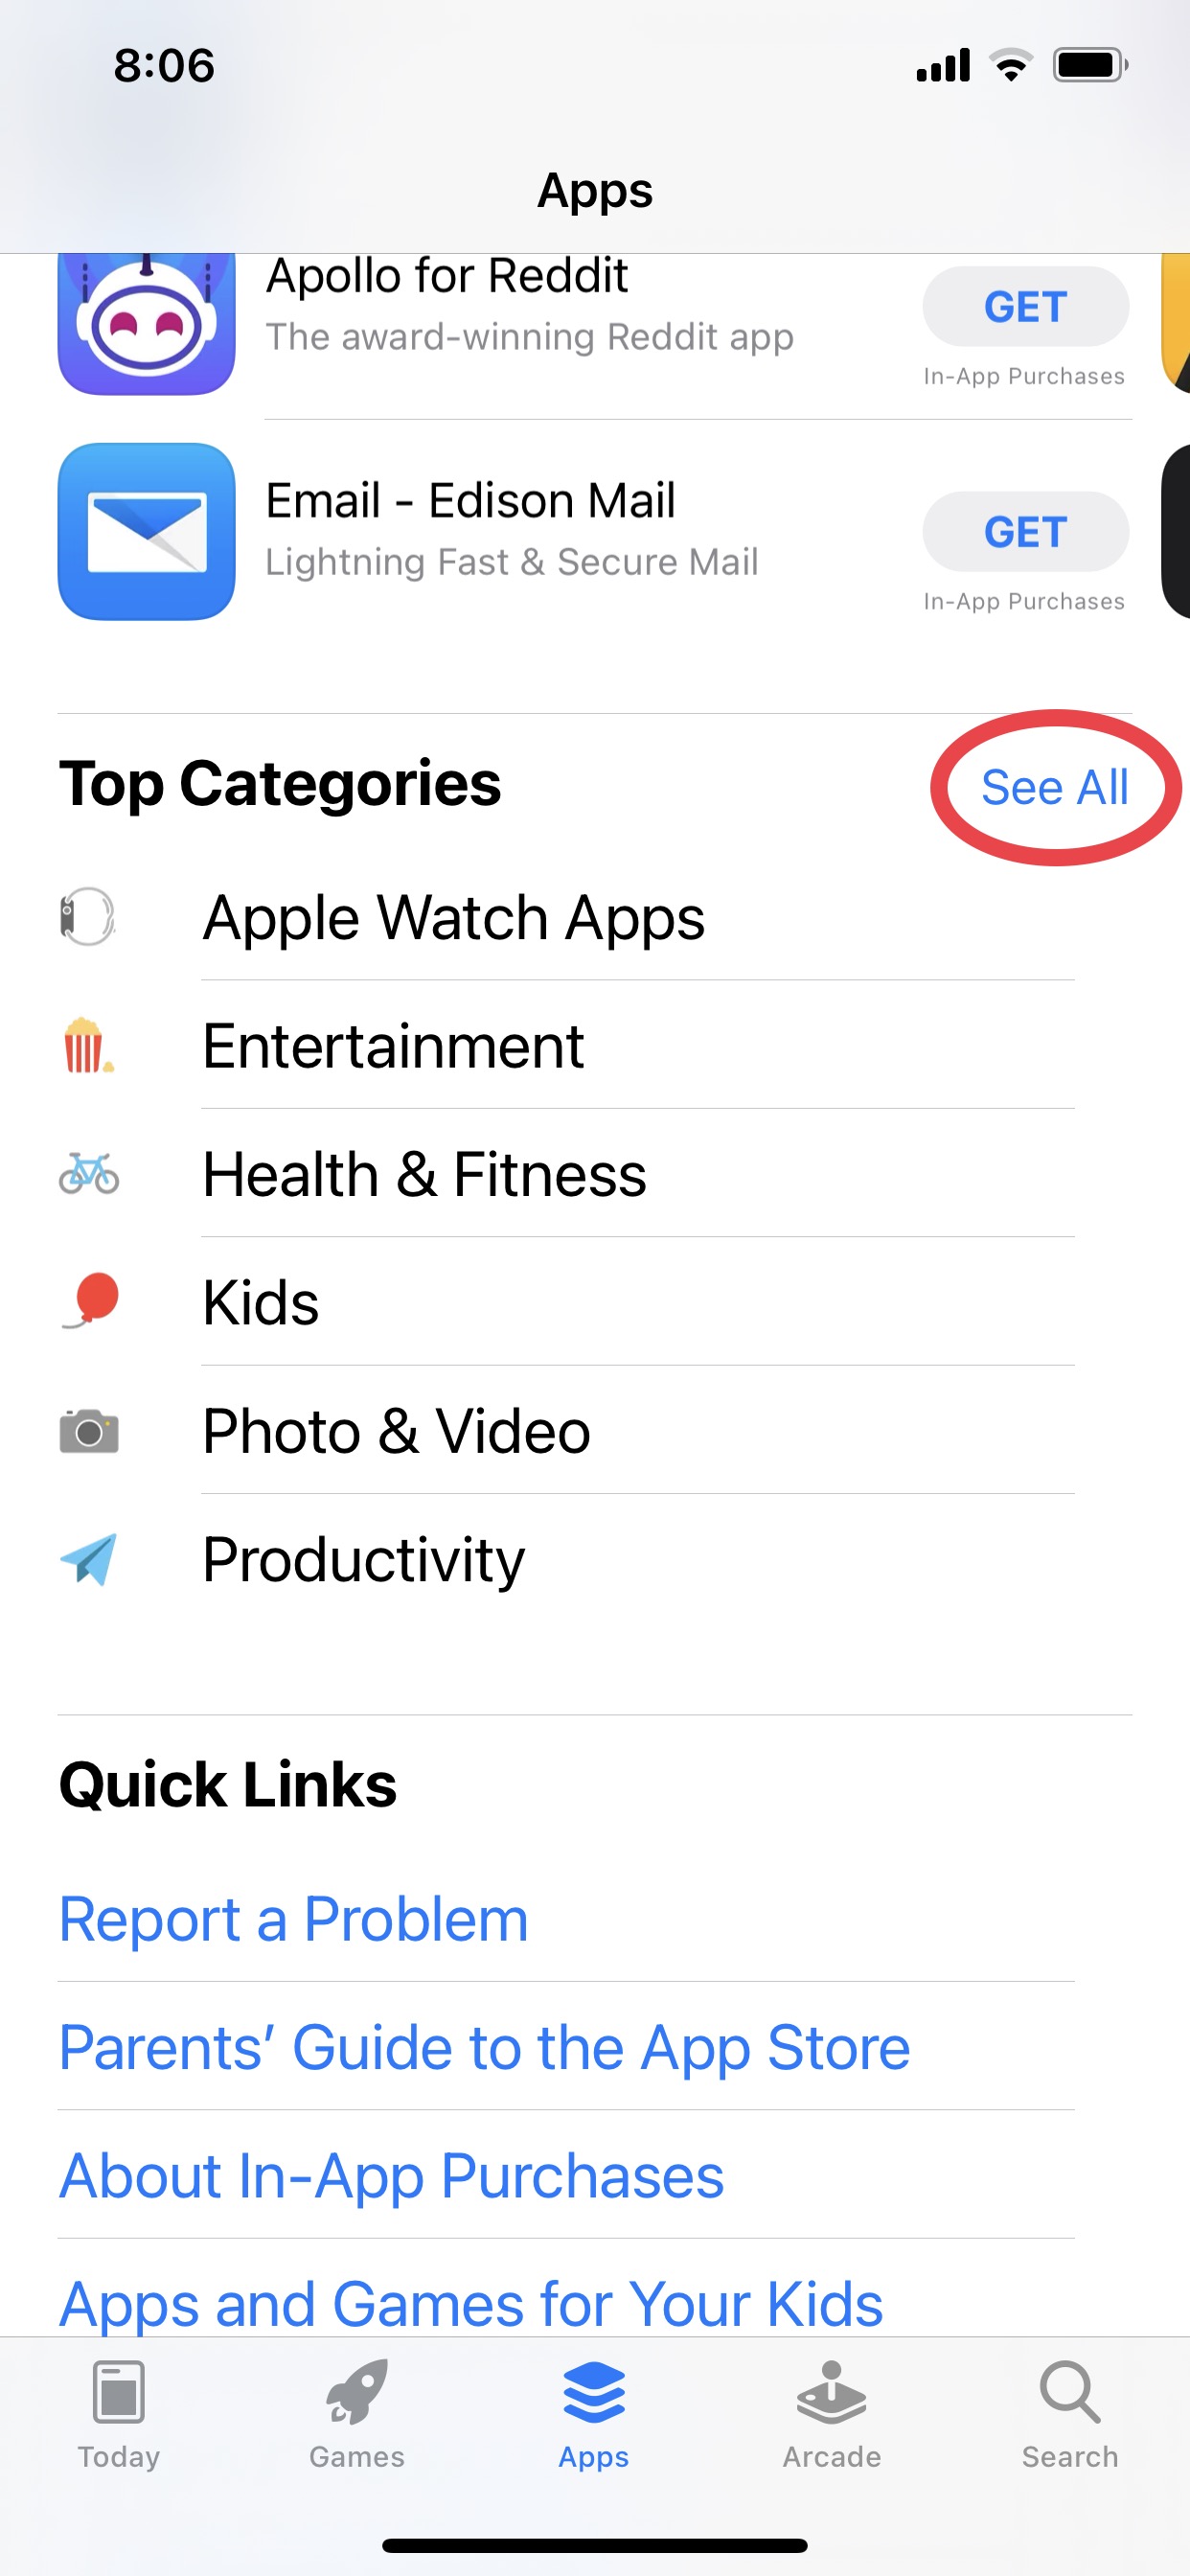 8:06
Apps
Apollo for Reddit
The award-winning Reddit app
GET
In-App Purchases
Email - Edison Mail
Lightning Fast & Secure Mail
GET
In-App Purchases
Top Categories
See All
Apple Watch Apps
Entertainment
Health & Fitness
Kids
Photo & Video
Productivity
Quick Links
Report a Problem
Parents’ Guide to the App Store
About In-App Purchases
Apps and Games for Your Kids
Today
Games
Apps
Arcade
Search